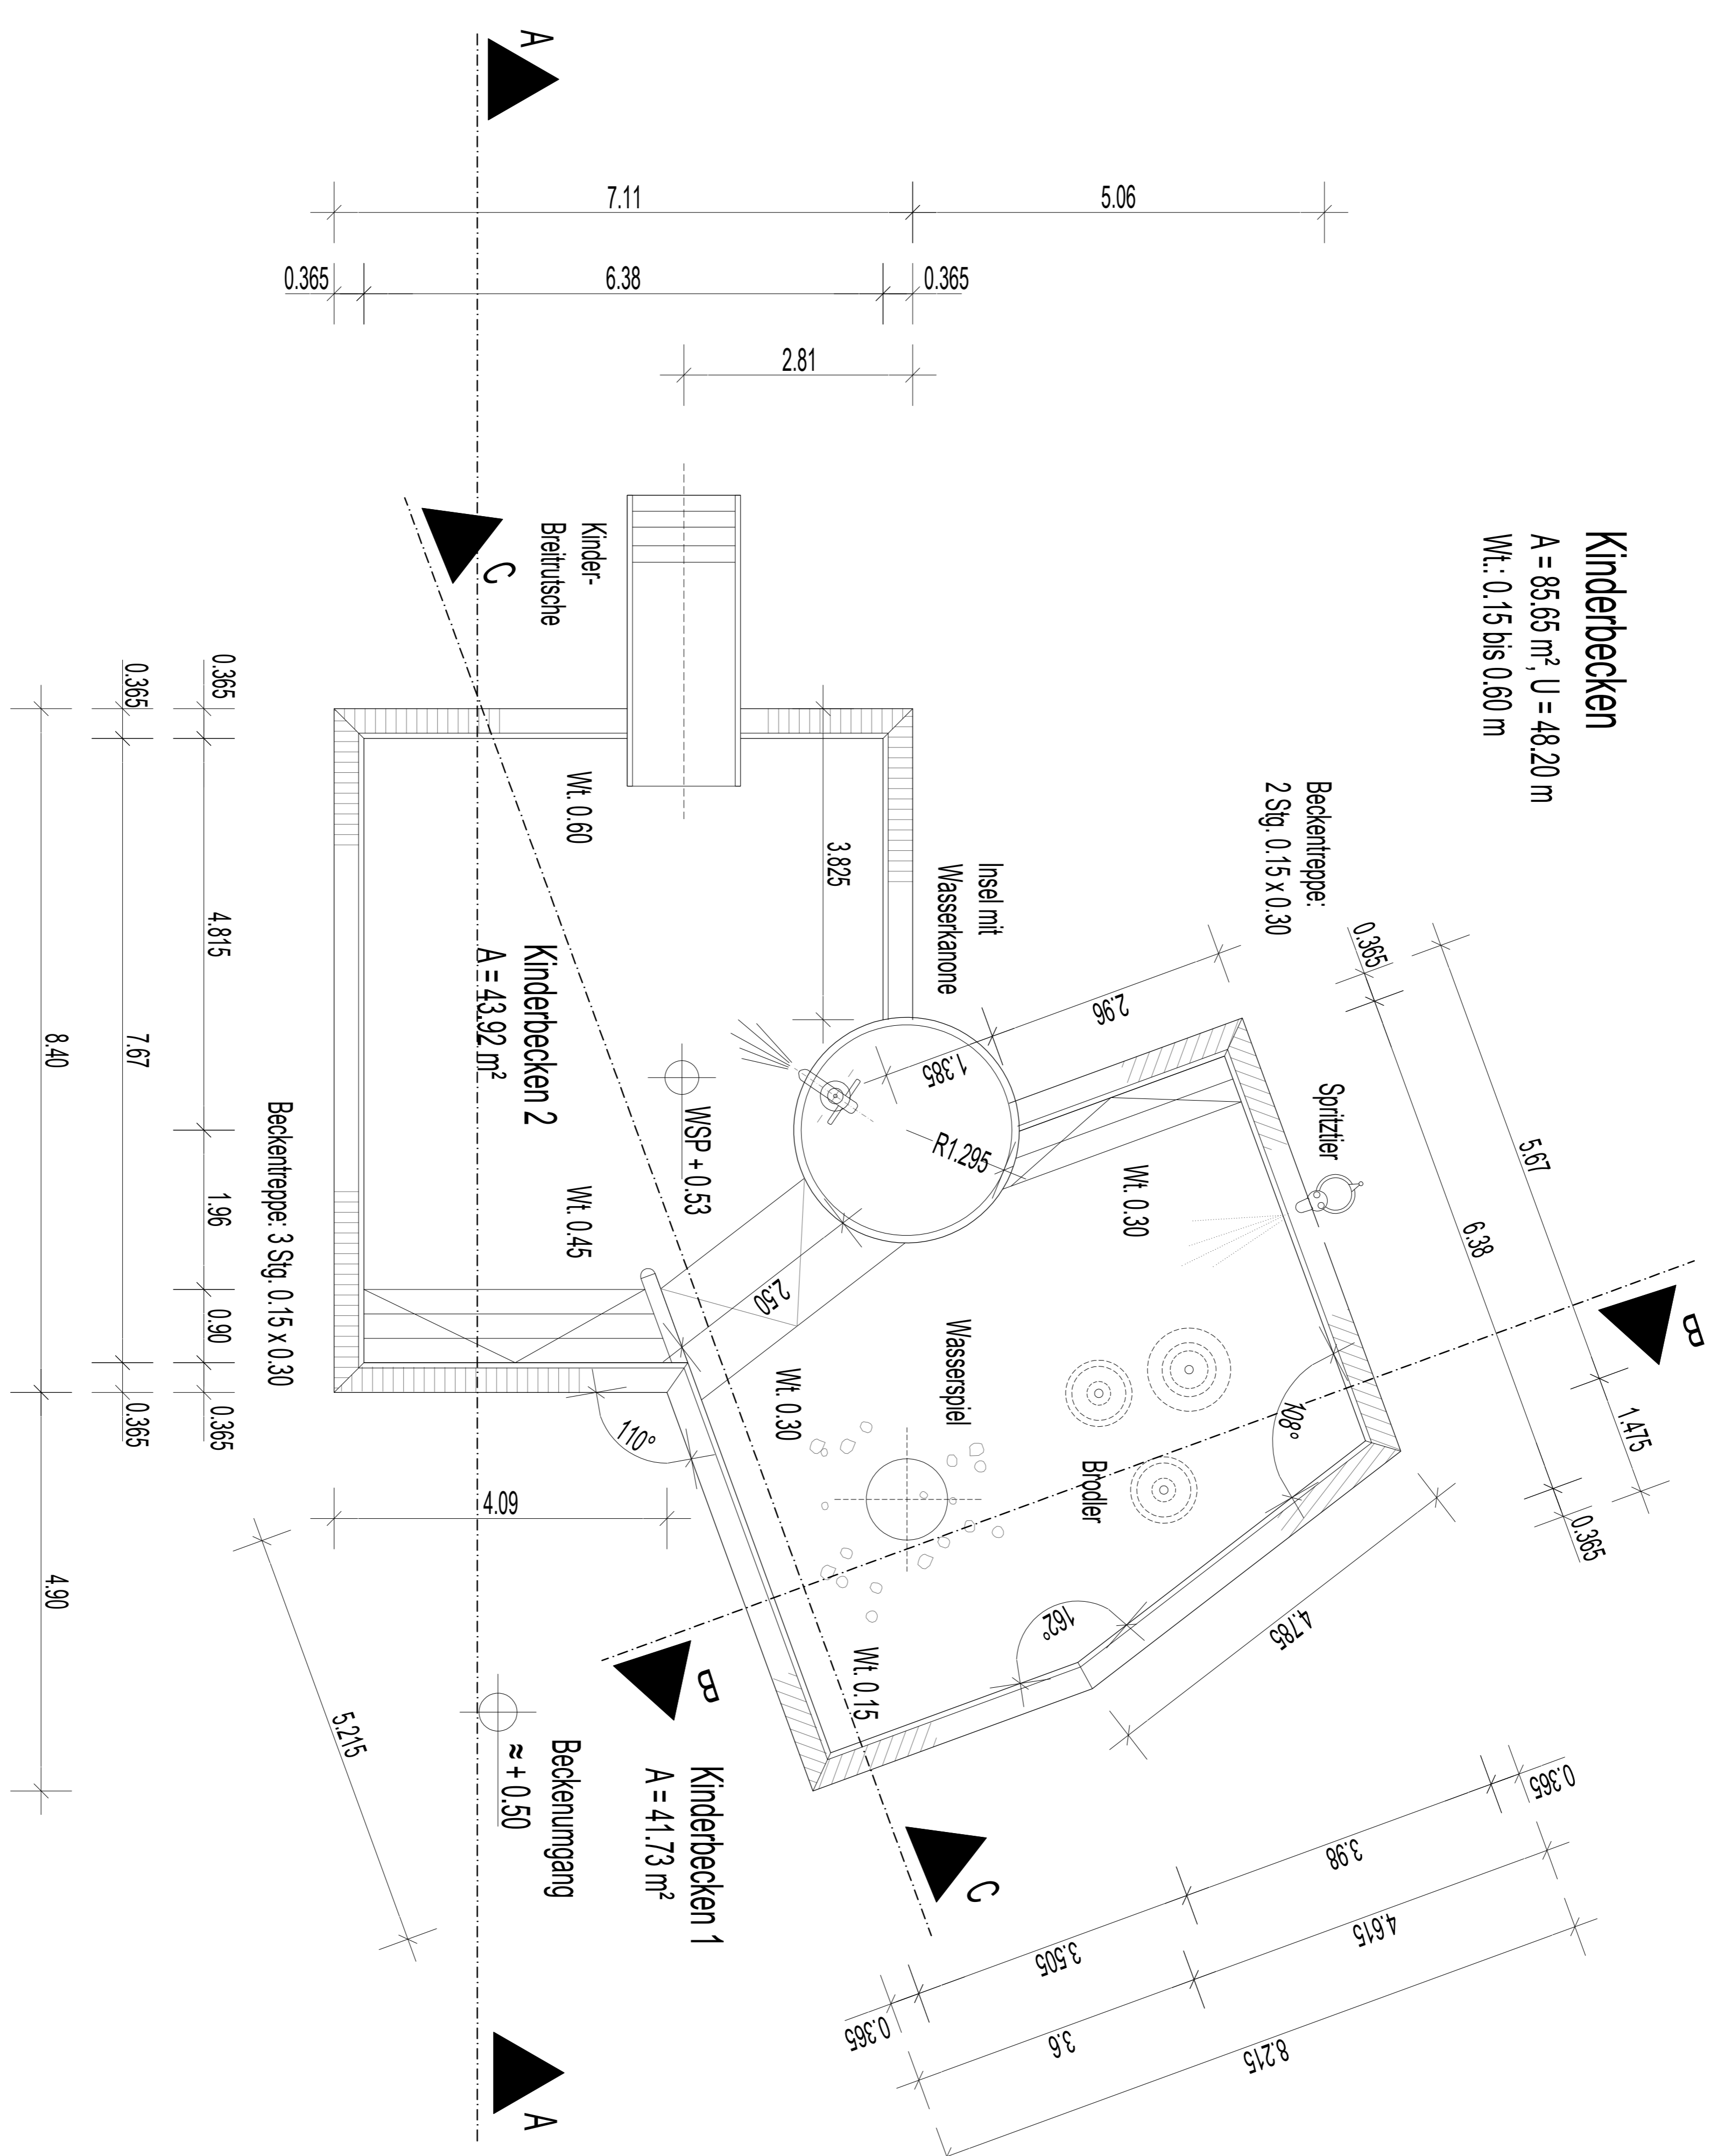 Kinderbecken
A = 85.65 m², U = 48.20 m
Wt.: 0.15 bis 0.60 m
A
7.11
5.06
0.365
6.38
0.365
2.81
C
Kinder-
Breitrutsche
Beckentreppe:
2 Stg. 0.15 x 0.30
Insel mit
Wasserkanone
2.96
1.385
R1.295
0.365
5.67
6.38
1.475
0.365
Spritztier
B
Wt. 0.60
3.825
Kinderbecken 2
A = 43.92 m²
WSP + 0.53
Wt. 0.45
2.50
Wt. 0.30
Wt. 0.30
Wasserspiel
Brodler
108°
162°
110°
4.785
Wt. 0.15
0.365
0.365
4.815
7.67
8.40
1.96
0.90
0.365
0.365
4.90
Beckentreppe: 3 Stg. 0.15 x 0.30
4.09
5.215
B
Kinderbecken 1
A = 41.73 m²
Beckenumgang
≈ + 0.50
C
0.365
3.98
4.615
3.505
0.365
3.6
8.215
A